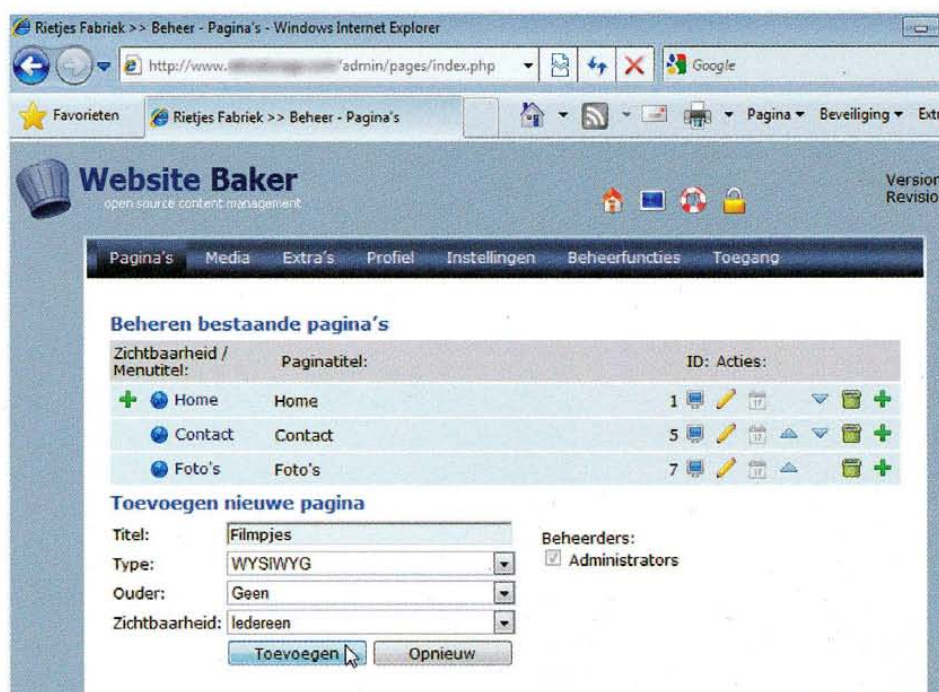 Rietjes Fabriek >> Beheer - Pagina's - Windows Internet Explorer
http://www. /admin/pages/index.php Google
Favorieten Rietjes Fabriek >> Beheer - Pagina's Pagina Beveiliging Extr
Website Baker
open source content management
Version
Revisio
Pagina's Media Extra's Profiel Instellingen Beheerfuncties Toegang
Beheren bestaande pagina's
Zichtbaarheid /
Menutitel: Paginatitel: ID: Acties:
Home Home 1
Contact Contact 5
Foto's Foto's 7
Toevoegen nieuwe pagina
Titel: Filmpjes Beheerders:
Type: WYSIWYG Administrators
Ouder: Geen
Zichtbaarheid: Iedereen
Toevoegen Opnieuw